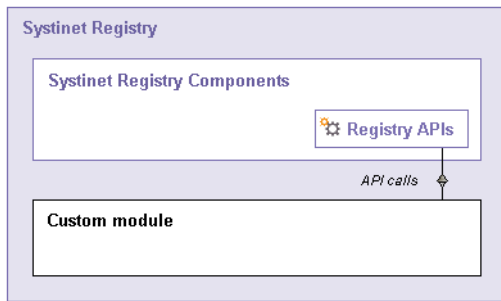 Systinet Registry
Systinet Registry Components
Registry APIs
API calls
Custom module